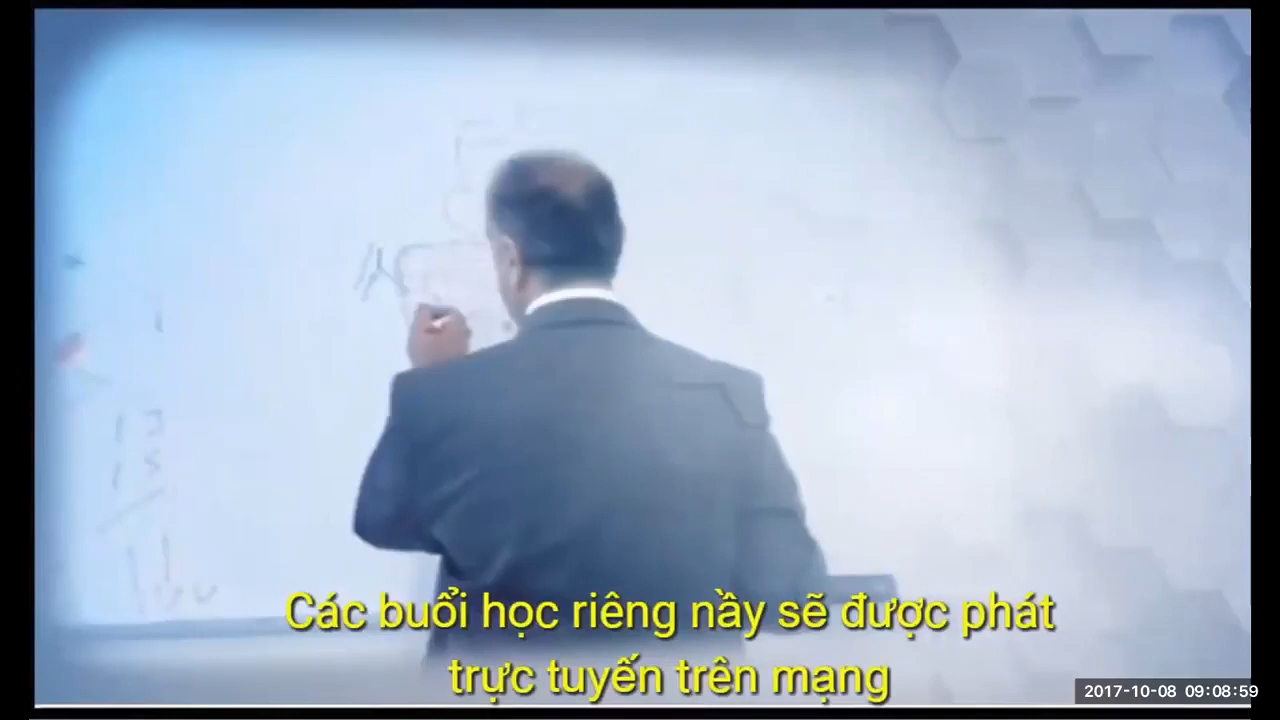 Các buổi học riêng nầy sẽ được phát
trực tuyến trên mạng
2017-10-08 09:08:59